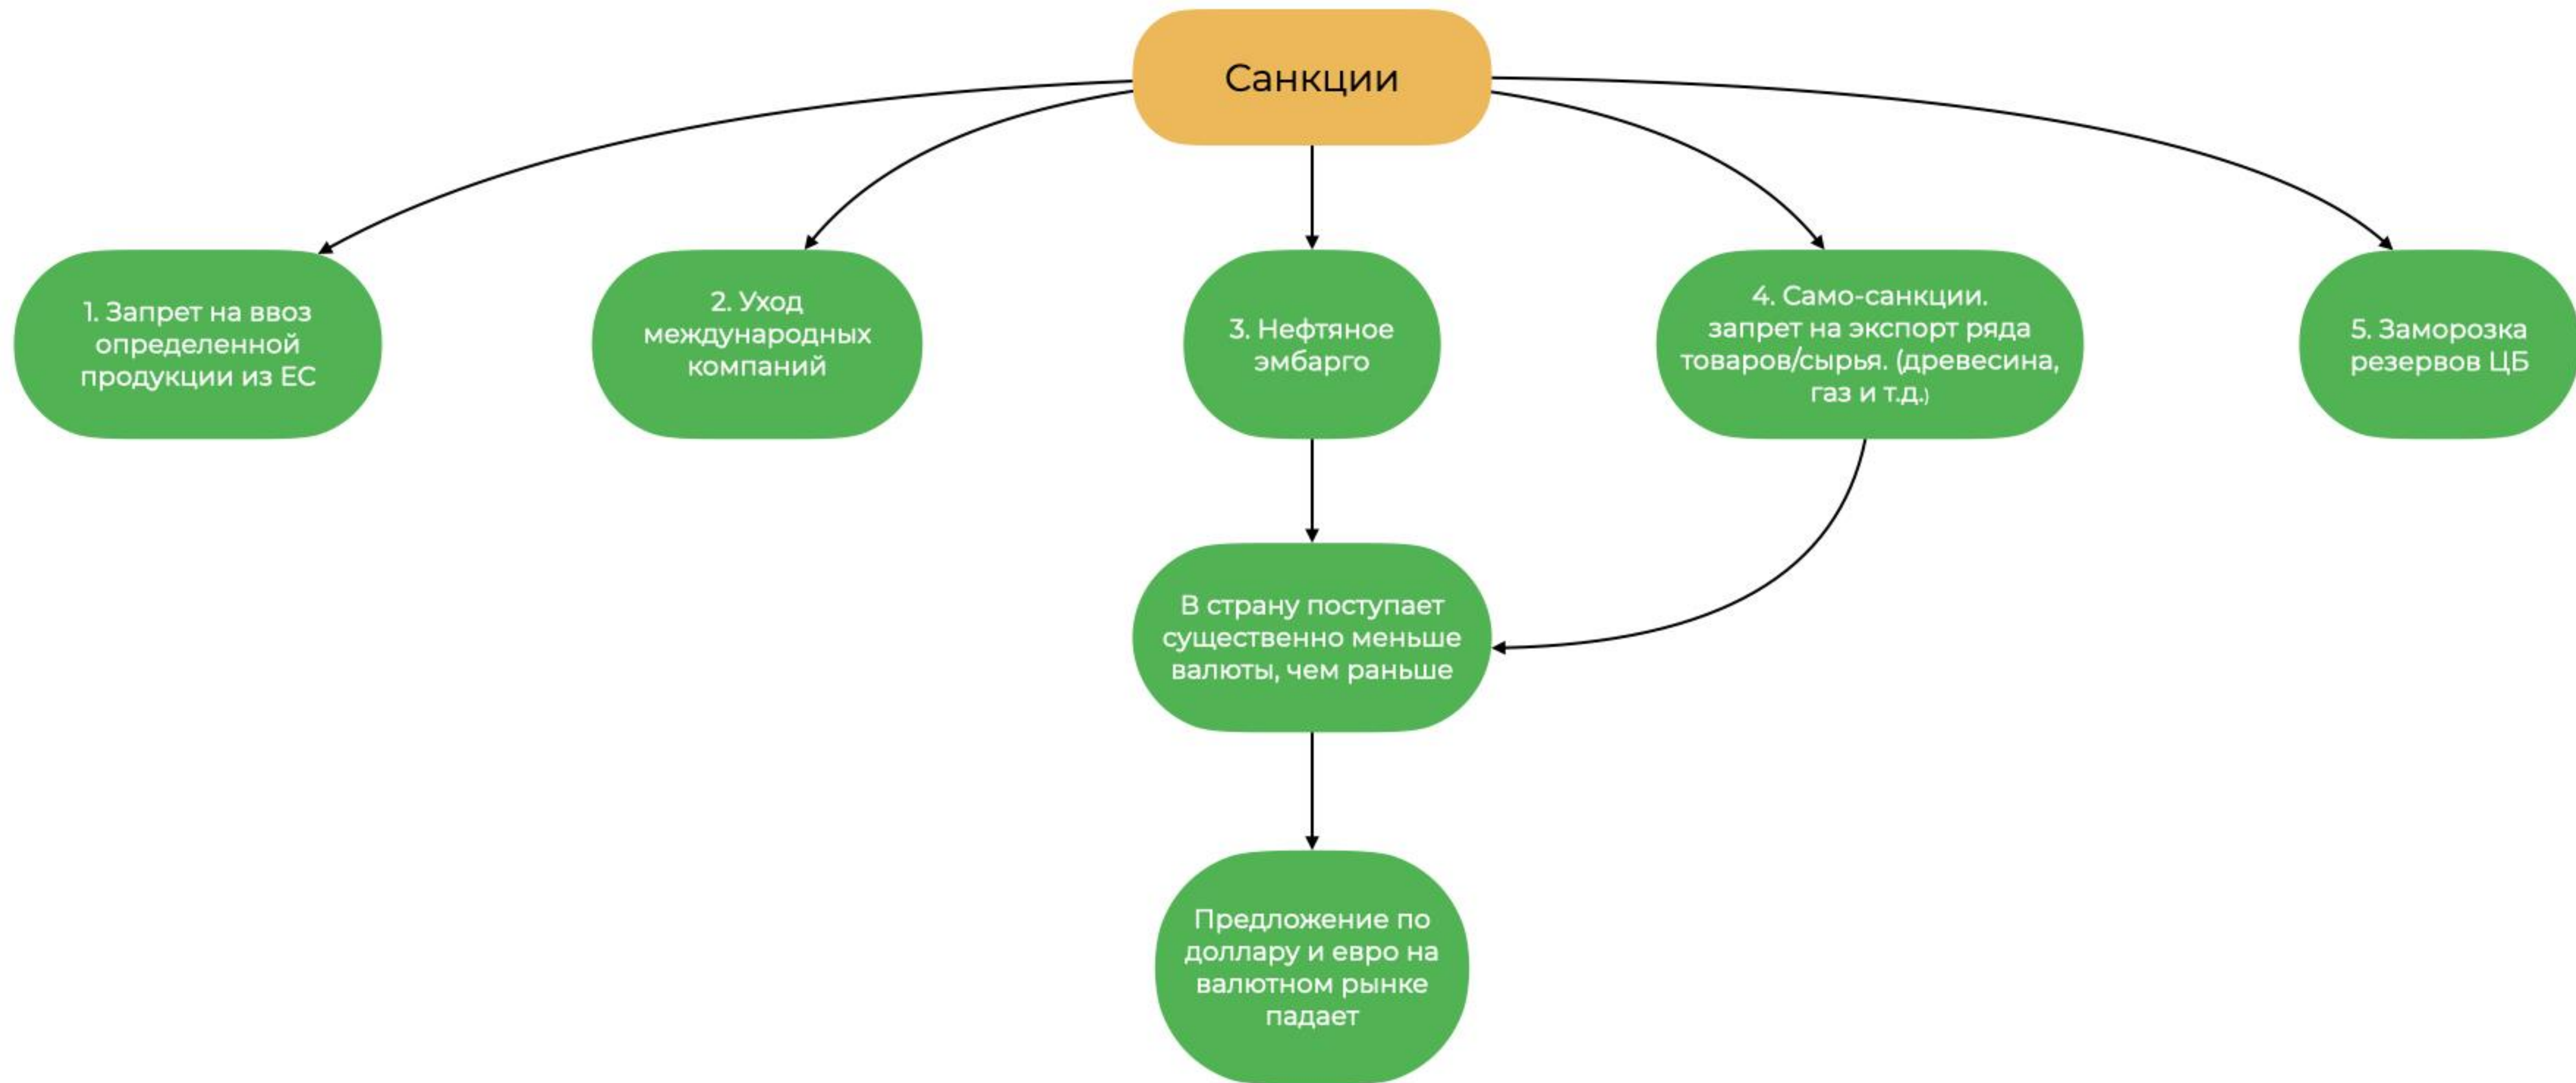 Санкции
1. Запрет на ввоз
определенной
продукции из ЕС
2. Уход
международных
компаний
3. Нефтяное
эмбарго
4. Само-санкции.
запрет на экспорт ряда
товаров/сырья. (древесина,
газ и т.д.)
5. Заморозка
резервов ЦБ
В страну поступает
существенно меньше
валюты, чем раньше
Предложение по
доллару и евро на
валютном рынке
падает